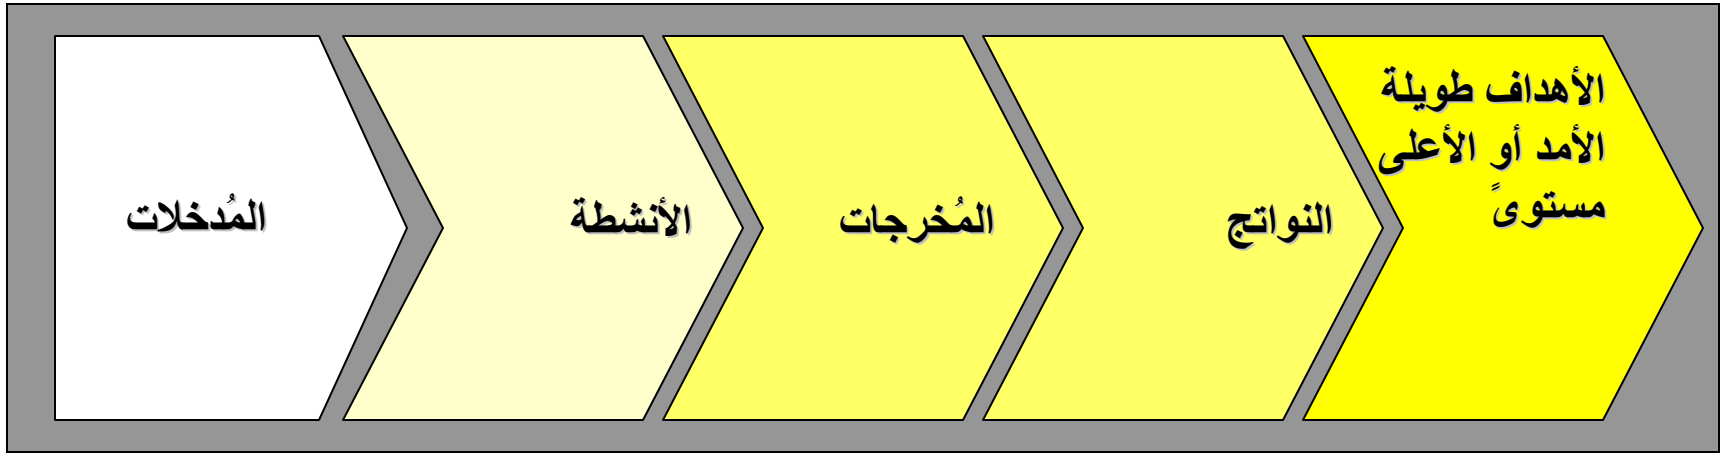 المُدخلات
الأنشطة
المُخرجات
النواتج
الأهداف طويلة
الأمد أو الأعلى
مستوىً